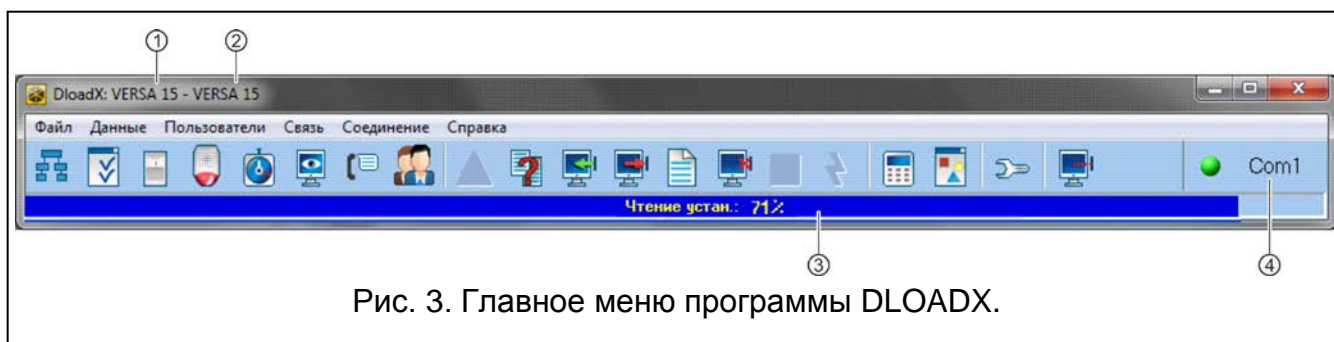 ① ②
DloadX: VERSA 15 - VERSA 15
Файл Данные Пользователи Связь Соединение Справка
Com1
Чтение устан.: 71%
③ ④
Рис. 3. Главное меню программы DLOADX.